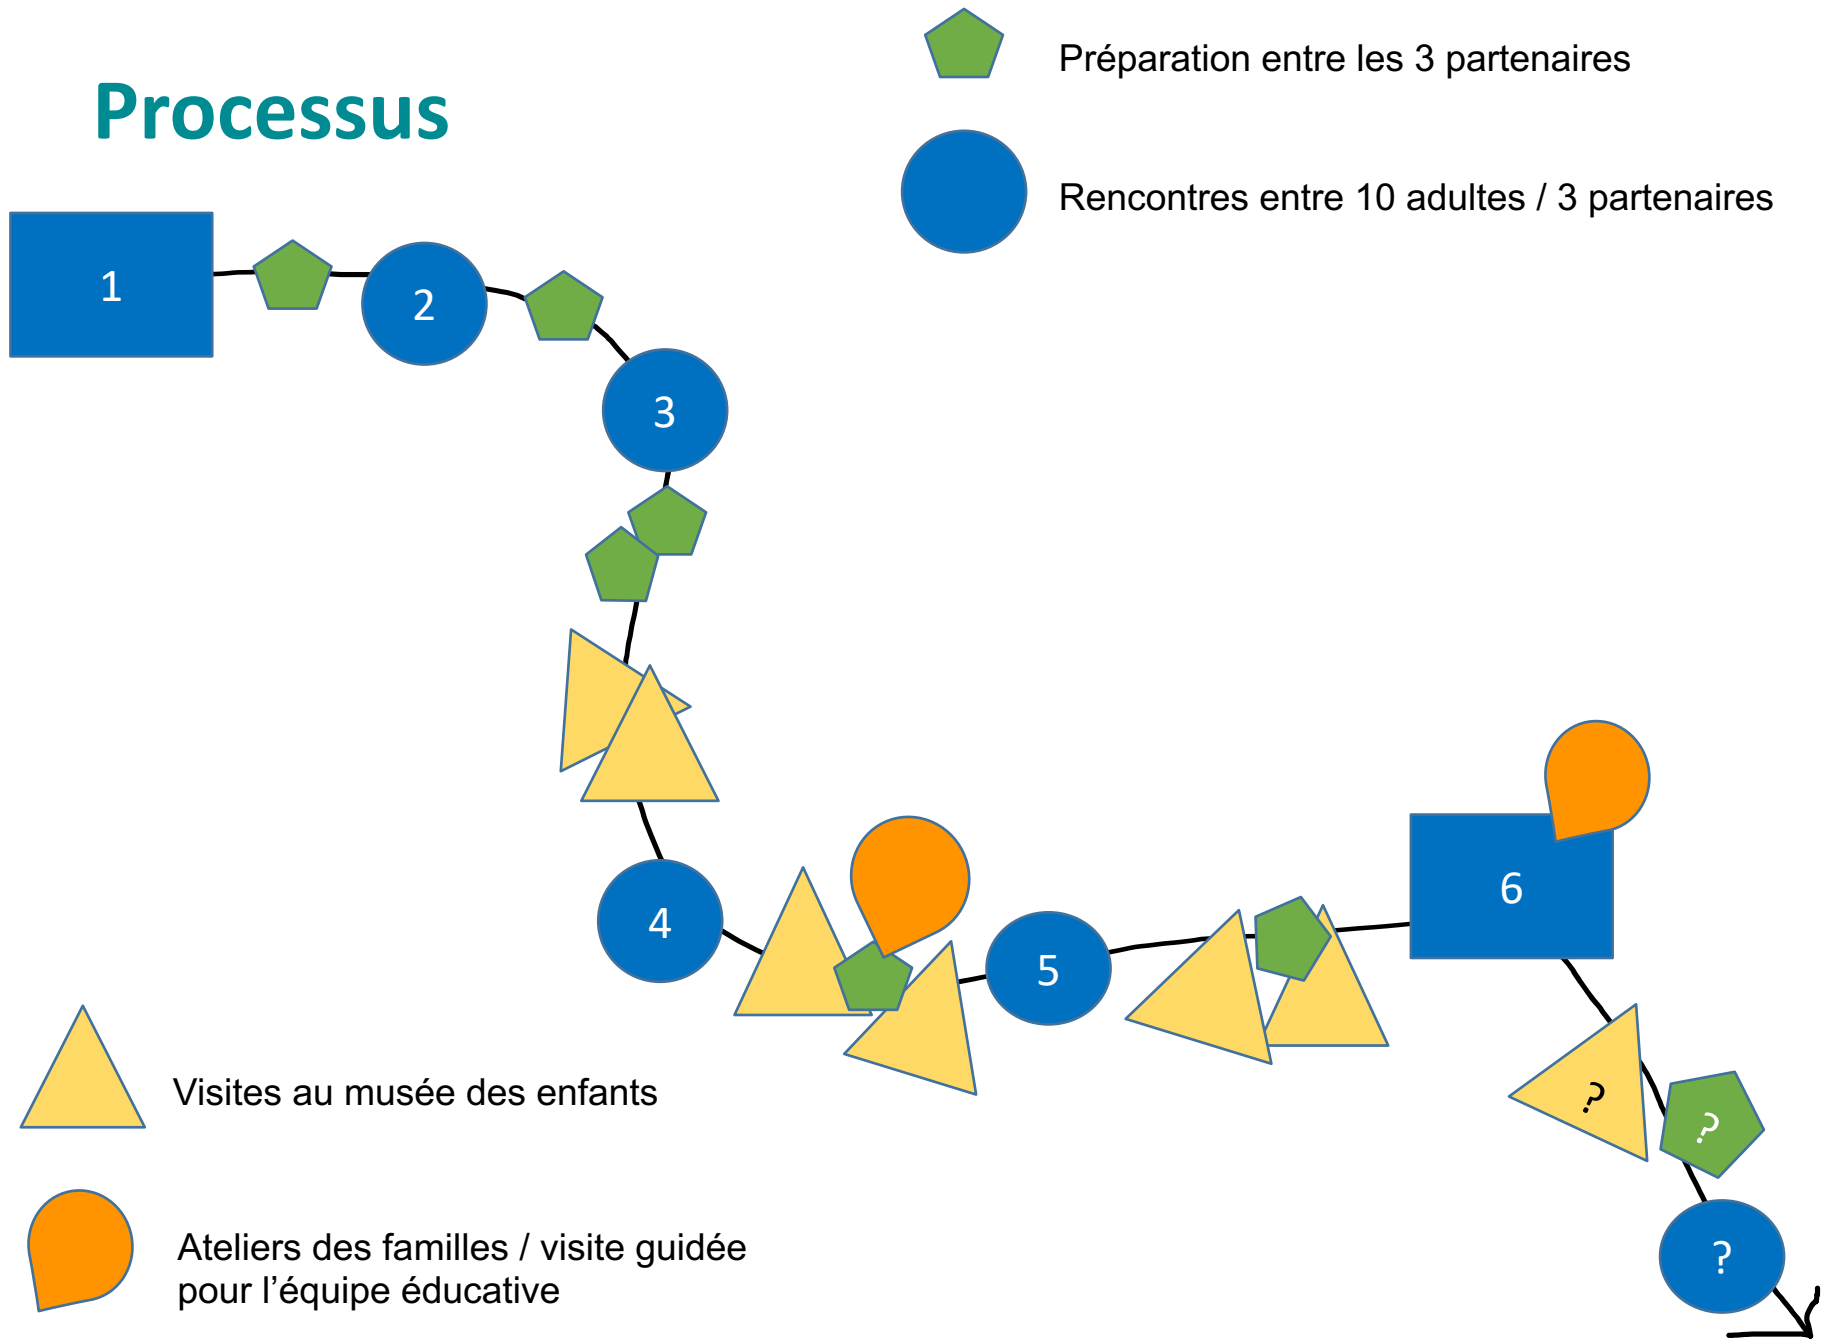 Préparation entre les 3 partenaires
Processus
Rencontres entre 10 adultes / 3 partenaires
1
2
3
4
5
6
Visites au musée des enfants
?
?
Ateliers des familles / visite guidée
pour l’équipe éducative
?